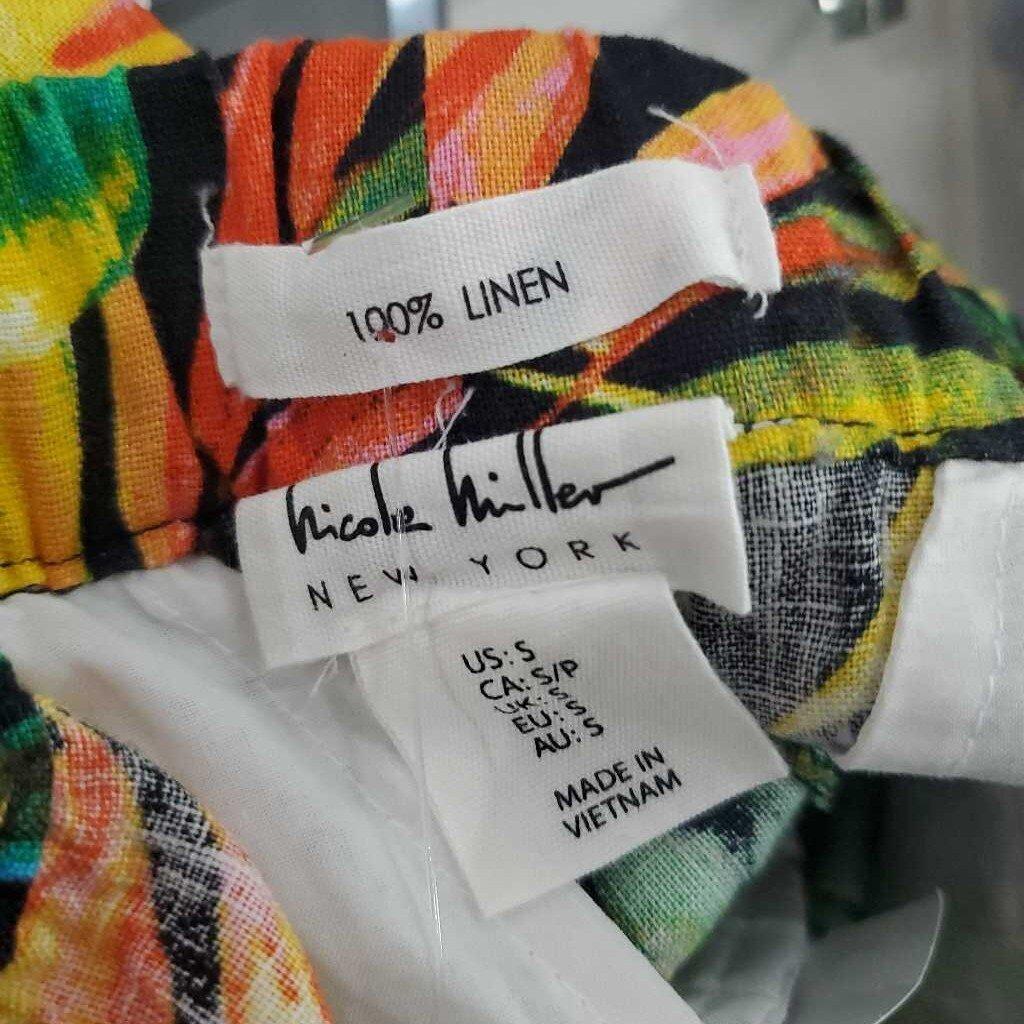 100% LINEN
Nicole Miller
NEW YORK
US: S
CA: S/P
UK: S
EU: S
AU: S
MADE IN
VIETNAM